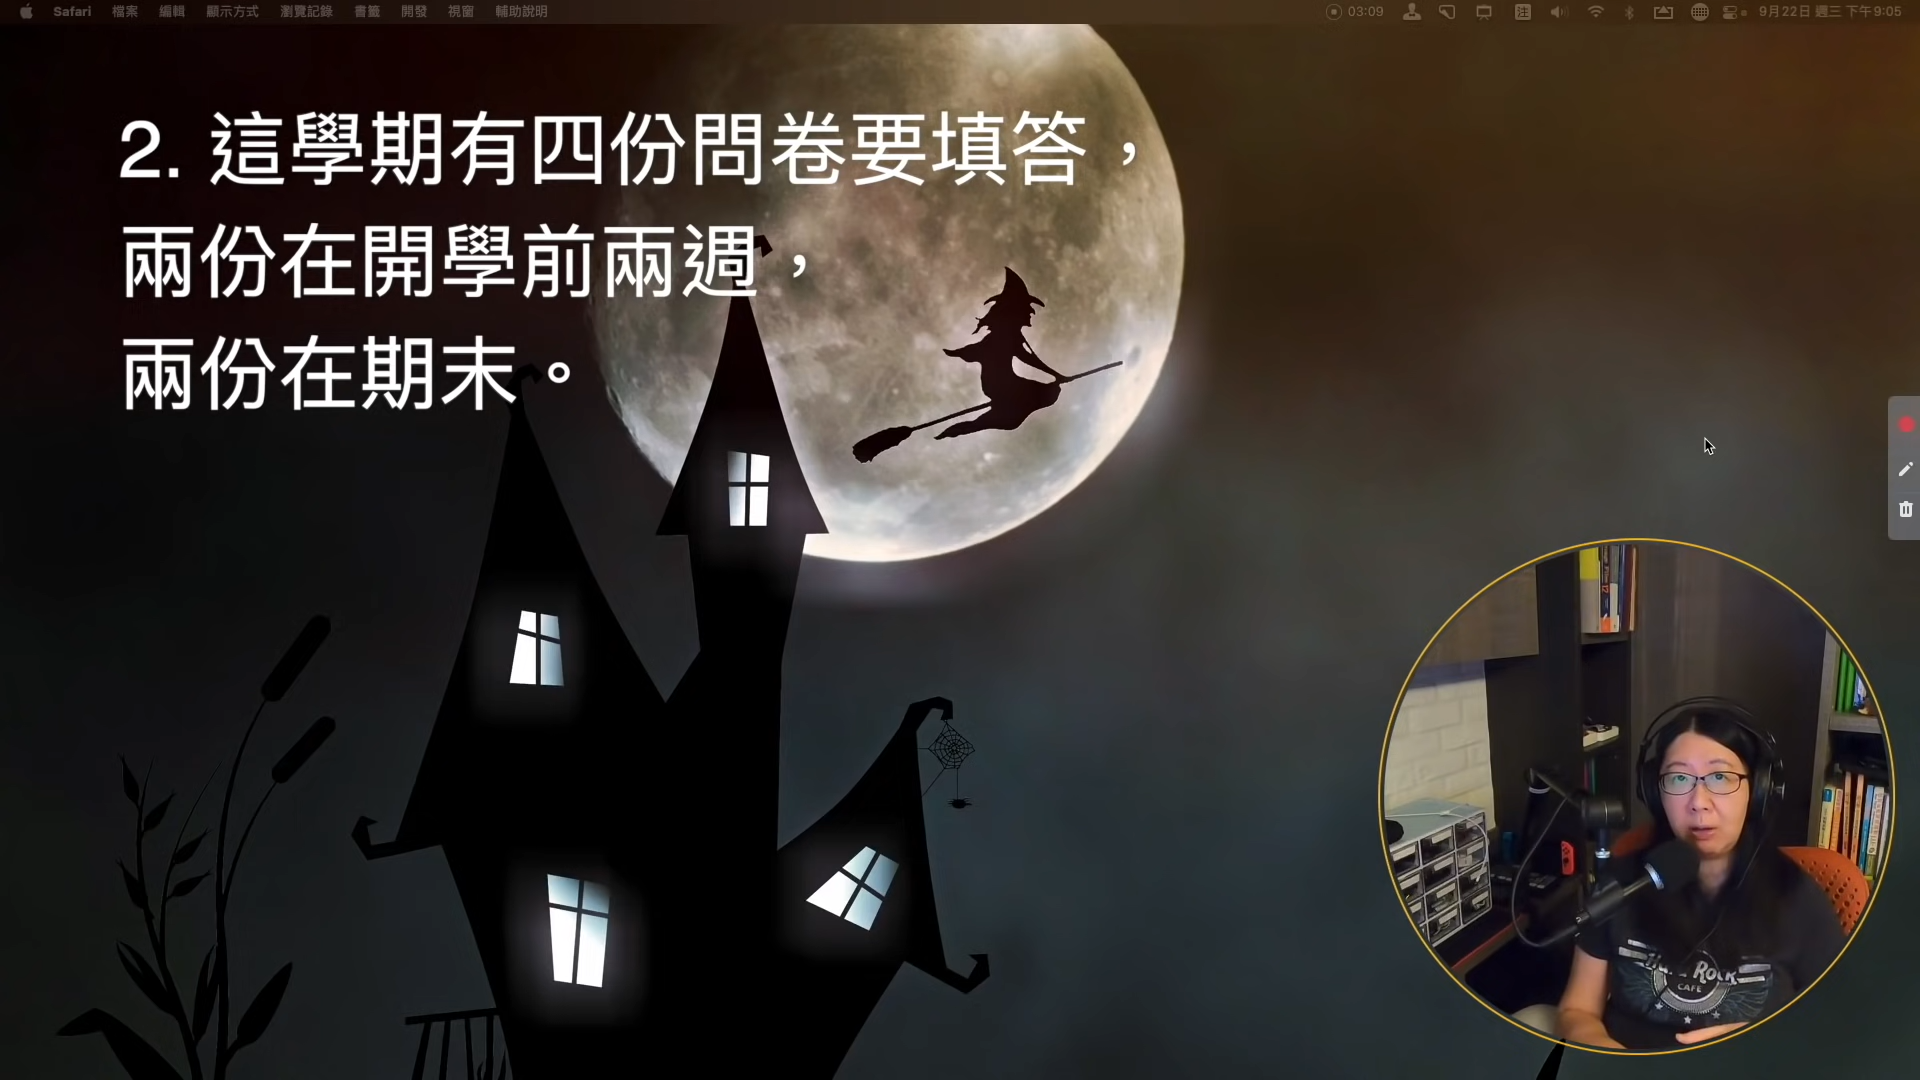 Safari 檔案 編輯 顯示方式 瀏覽記錄 書籤 開發 視窗 輔助說明 03:09 注 9月22日 週三 下午9:05
2. 這學期有四份問卷要填答，
兩份在開學前兩週，
兩份在期末。
Rock
CAFE